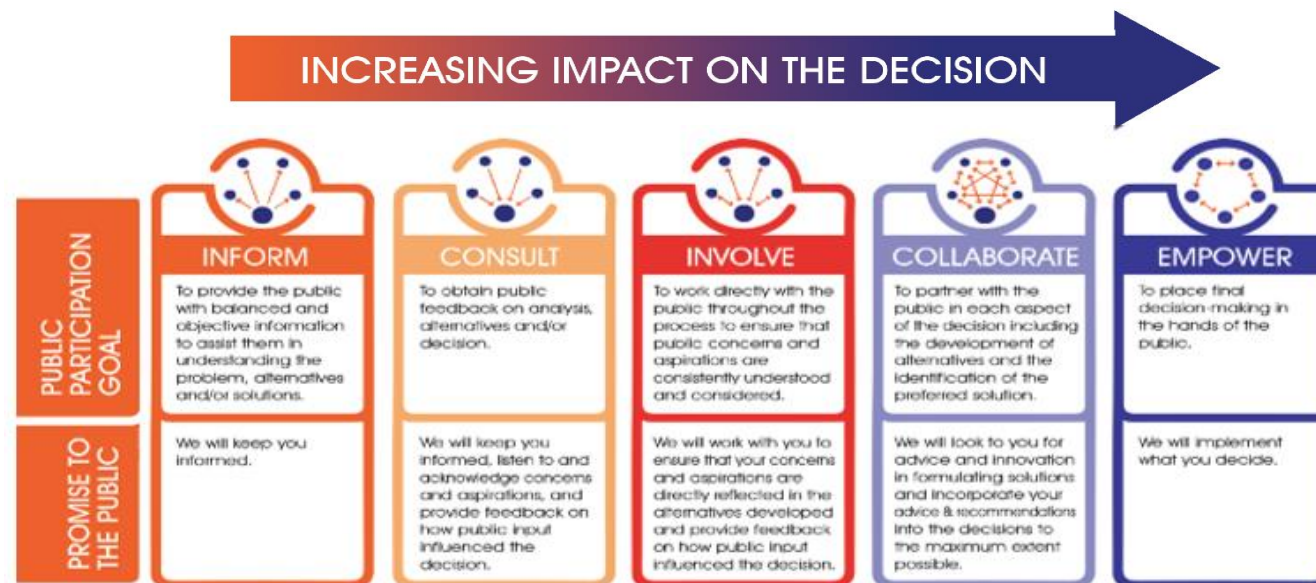 INCREASING IMPACT ON THE DECISION
PUBLIC
PARTICIPATION
GOAL
INFORM
To provide the public
with balanced and
objective information
to assist them in
understanding the
problem, alternatives
and/or solutions.
CONSULT
To obtain public
feedback on analysis,
alternatives and/or
decision.
INVOLVE
To work directly with the
public throughout the
process to ensure that
public concerns and
aspirations are
consistently understood
and considered.
COLLABORATE
To partner with the
public in each aspect
of the decision including
the development of
alternatives and the
identification of the
preferred solution.
EMPOWER
To place final
decision-making in
the hands of the
public.
PROMISE TO
THE PUBLIC
We will keep you
informed.
We will keep you
informed, listen to and
acknowledge concerns
and aspirations, and
provide feedback on
how public input
influenced the
decision.
We will work with you to
ensure that your concerns
and aspirations are
directly reflected in the
alternatives developed
and provide feedback
on how public input
influenced the decision.
We will look to you for
advice and innovation
in formulating solutions
and incorporate your
advice & recommendations
into the decisions to
the maximum extent
possible.
We will implement
what you decide.